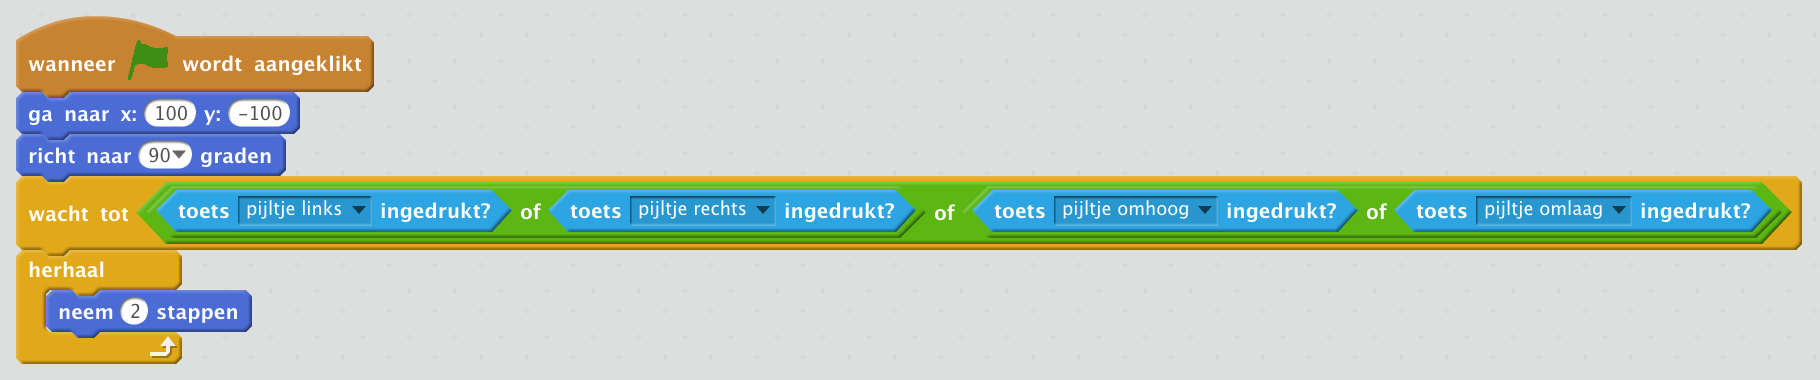 wanneer wordt aangeklikt
ga naar x: 100 y: -100
richt naar 90 graden
wacht tot toets pijltje links ingedrukt? of toets pijltje rechts ingedrukt? of toets pijltje omhoog ingedrukt? of toets pijltje omlaag ingedrukt?
herhaal
neem 2 stappen